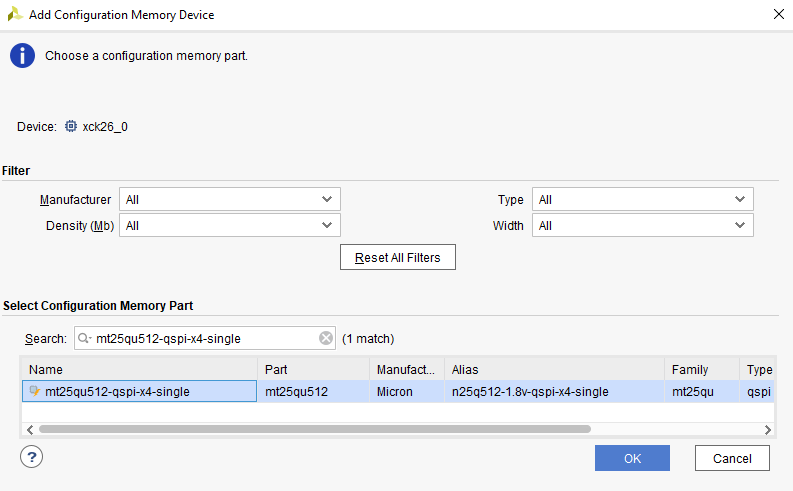 Add Configuration Memory Device
Choose a configuration memory part.
Device: xck26_0
Filter
Manufacturer All Type All
Density (Mb) All Width All
Reset All Filters
Select Configuration Memory Part
Search: mt25qu512-qspi-x4-single (1 match)
Name Part Manufact... Alias Family Type
mt25qu512-qspi-x4-single mt25qu512 Micron n25q512-1.8v-qspi-x4-single mt25qu qspi
? OK Cancel